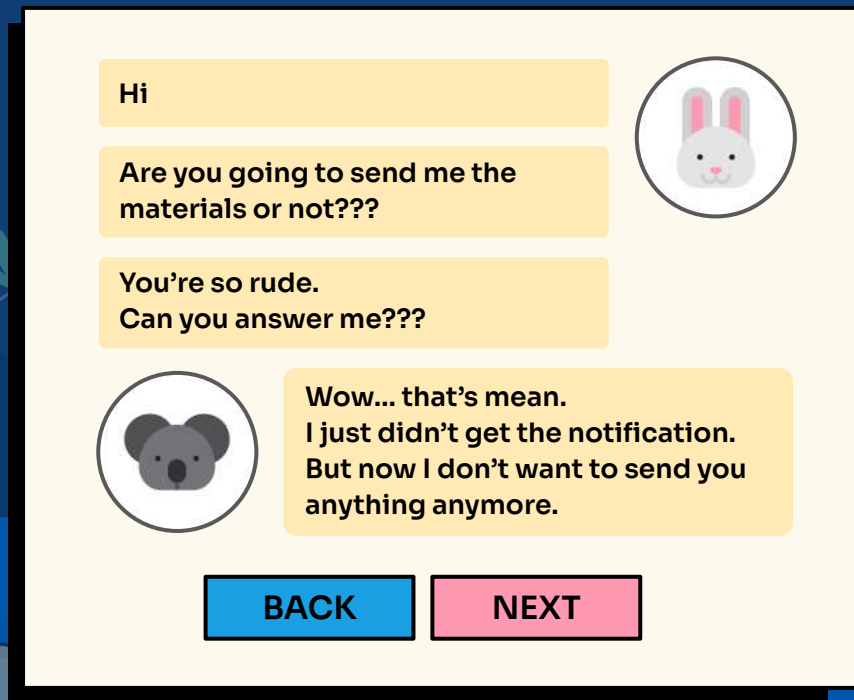 Hi
Are you going to send me the
materials or not???
You’re so rude.
Can you answer me???
Wow... that’s mean.
I just didn’t get the notification.
But now I don’t want to send you
anything anymore.
BACK
NEXT